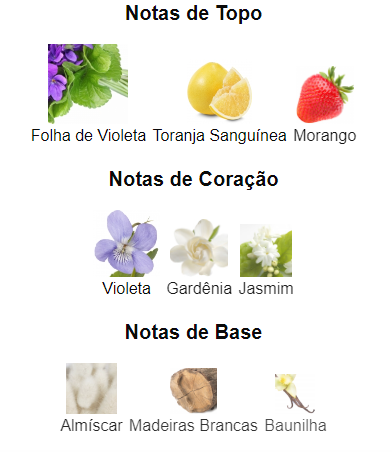 Notas de Topo
Folha de Violeta Toranja Sanguínea Morango
Notas de Coração
Violeta Gardênia Jasmim
Notas de Base
Almíscar Madeiras Brancas Baunilha